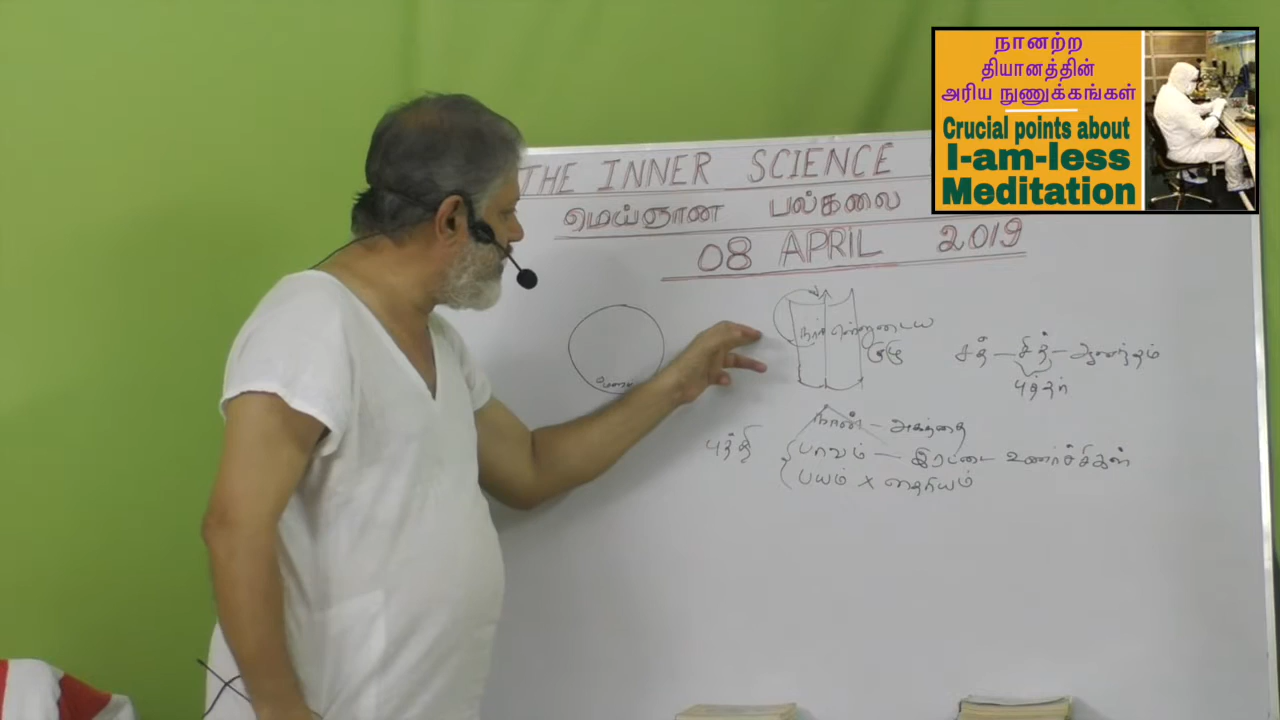 நானற்ற
தியானத்தின்
அரிய நுணுக்கங்கள்
Crucial points about
I-am-less
Meditation
THE INNER SCIENCE
மெய்ஞான பல்கலை
08 APRIL 2019
நான் என்னுடைய
சத் — சித் — ஆனந்தம்
புத்தர்
நான் — அகந்தை
புத்தி
பாவம் — இரட்டை உணர்ச்சிகள்
பயம் x தைரியம்